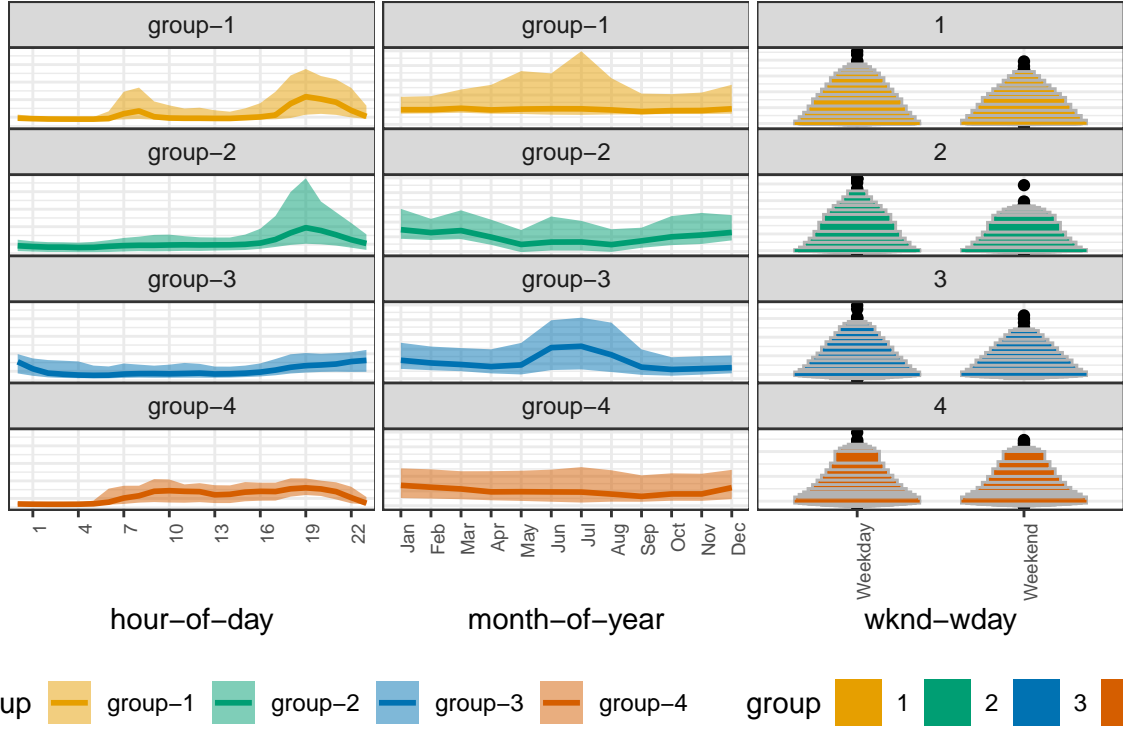 group−1 group−1 1
group−2 group−2 2
group−3 group−3 3
group−4 group−4 4
1 4 7 10 13 16 19 22 Jan Feb Mar Apr May Jun Jul Aug Sep Oct Nov Dec Weekday Weekend
hour−of−day month−of−year wknd−wday
up group−1 group−2 group−3 group−4 group 1 2 3